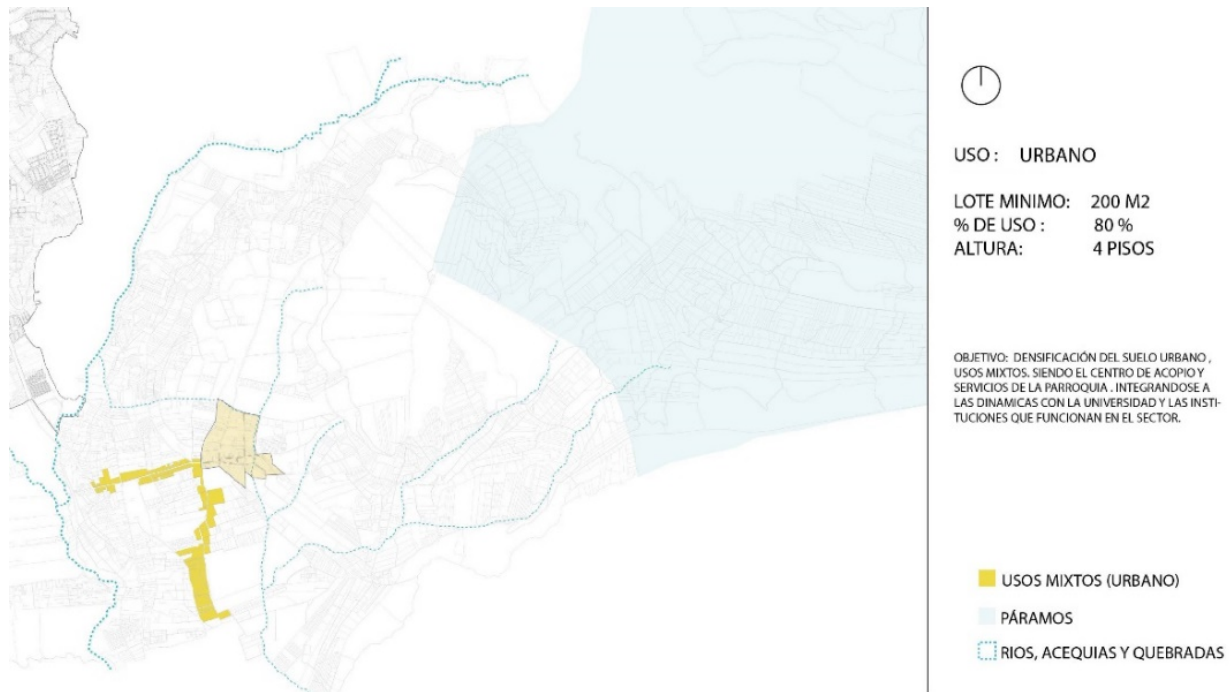 USO : URBANO
LOTE MINIMO: 200 M2
% DE USO : 80 %
ALTURA: 4 PISOS
OBJETIVO: DENSIFICACIÓN DEL SUELO URBANO ,
USOS MIXTOS. SIENDO EL CENTRO DE ACOPIO Y
SERVICIOS DE LA PARROQUIA . INTEGRANDOSE A
LAS DINAMICAS CON LA UNIVERSIDAD Y LAS INSTI-
TUCIONES QUE FUNCIONAN EN EL SECTOR.
USOS MIXTOS (URBANO)
PÁRAMOS
RIOS, ACEQUIAS Y QUEBRADAS